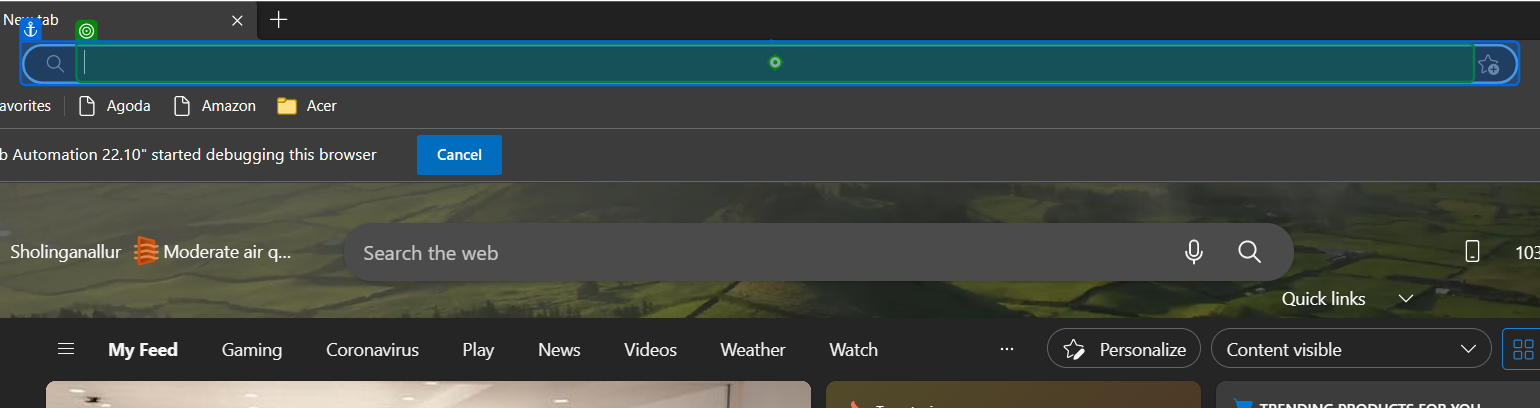 New tab
avorites Agoda Amazon Acer
b Automation 22.10" started debugging this browser Cancel
Sholinganallur Moderate air q... Search the web 103
Quick links
My Feed Gaming Coronavirus Play News Videos Weather Watch ... Personalize Content visible
TRENDING PRODUCTS FOR YOU